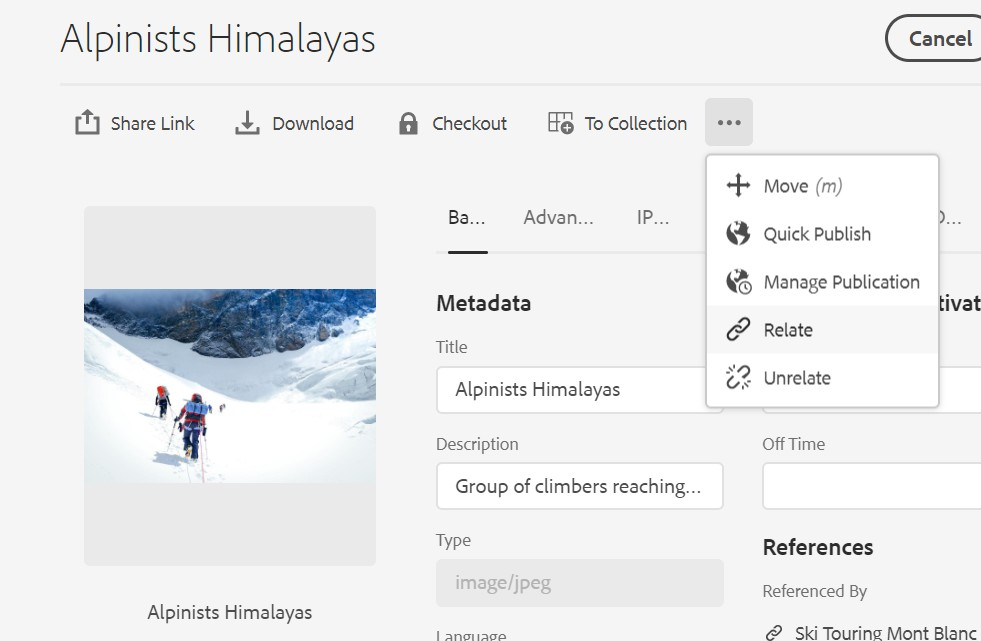 Alpinists Himalayas
Cancel
Share Link
Download
Checkout
To Collection
Move (m)
Quick Publish
Manage Publication
Relate
Unrelate
Ba...
Advan...
IP...
Metadata
Title
Alpinists Himalayas
Description
Group of climbers reaching...
Type
image/jpeg
Language
Off Time
References
Referenced By
Ski Touring Mont Blanc
Alpinists Himalayas